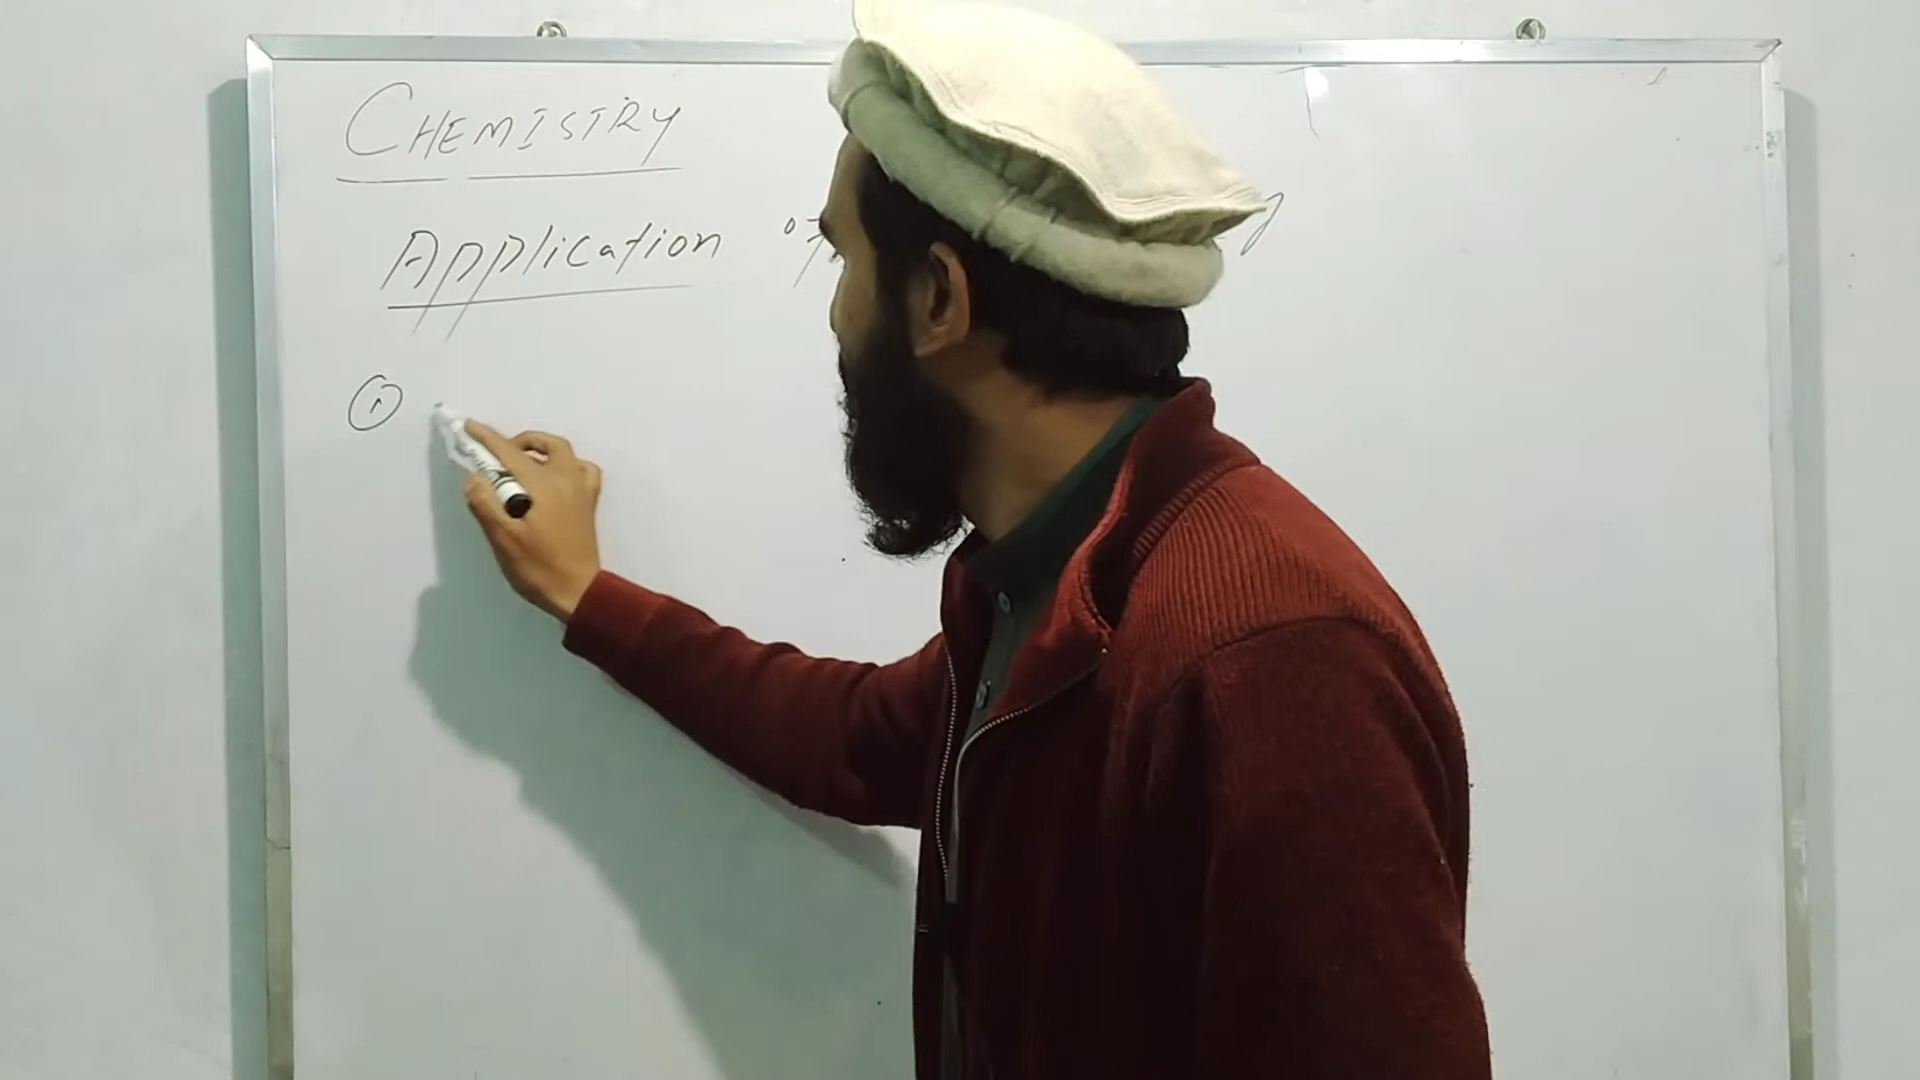 CHEMISTRY
Application of
①